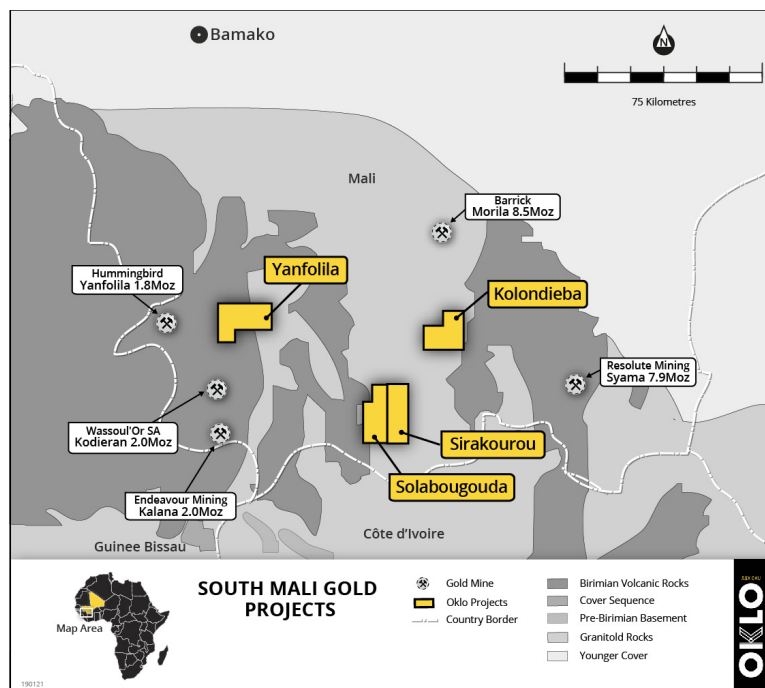 Bamako
N
75 Kilometres
Mali
Barrick
Morila 8.5Moz
Yanfolila
Hummingbird
Yanfolila 1.8Moz
Kolondieba
Resolute Mining
Syama 7.9Moz
Wassoul'Or SA
Kodieran 2.0Moz
Sirakourou
Solabougouda
Endeavour Mining
Kalana 2.0Moz
Côte d'Ivoire
Guinee Bissau
SOUTH MALI GOLD
PROJECTS
Map Area
Gold Mine
Oklo Projects
Country Border
Birimian Volcanic Rocks
Cover Sequence
Pre-Birimian Basement
Granitold Rocks
Younger Cover
OKLO
190121